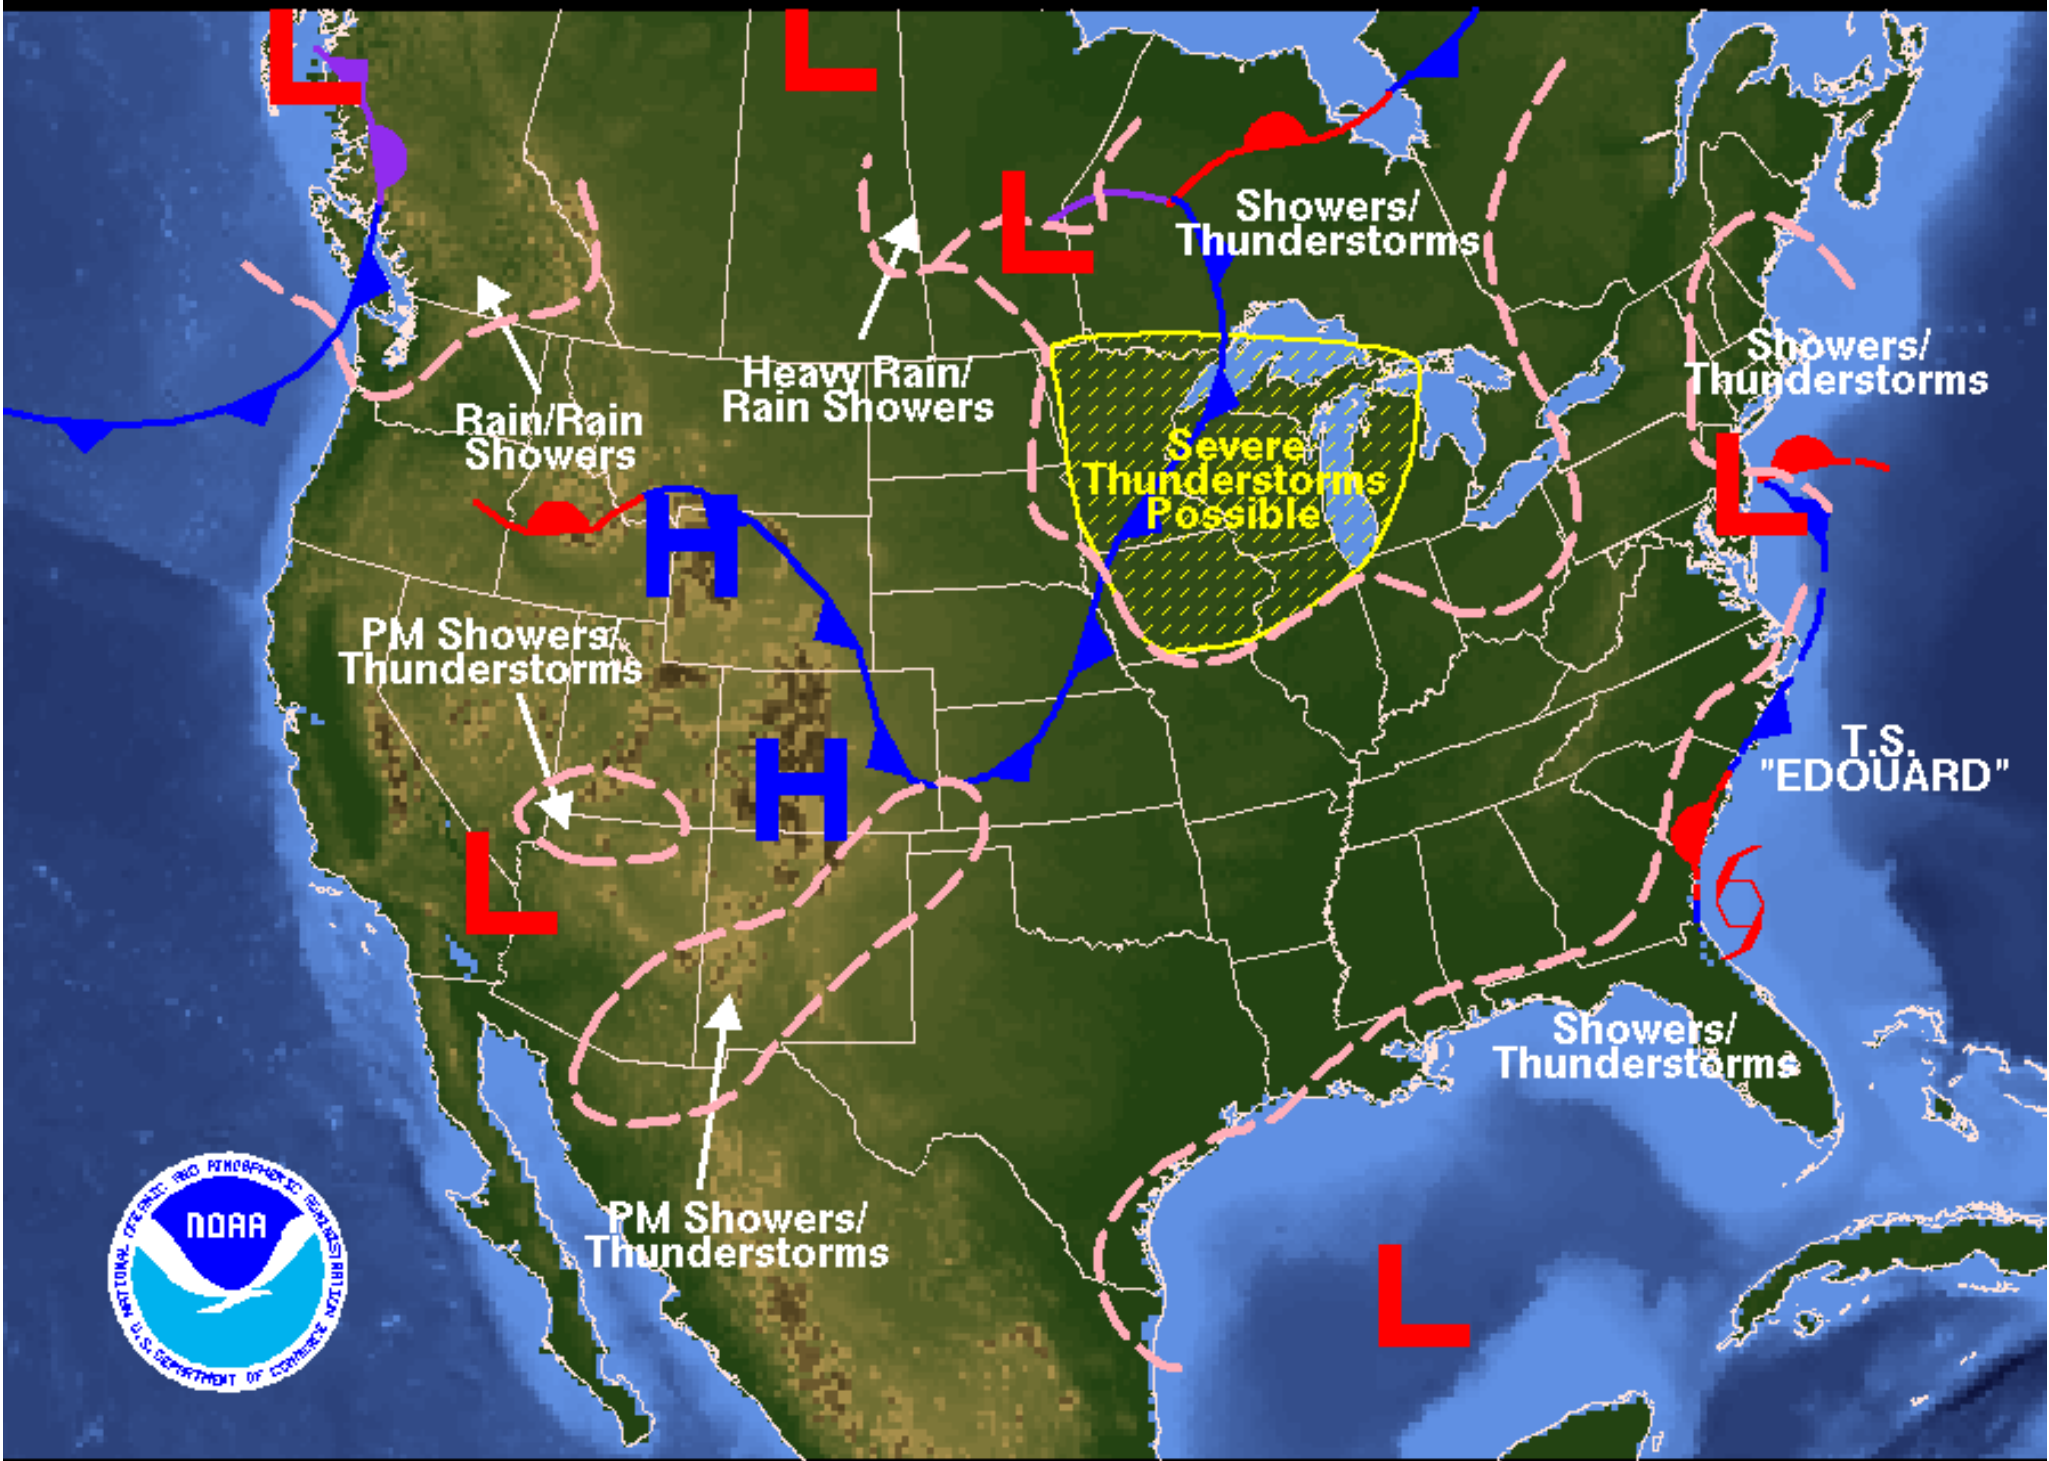 L
L
L
Showers/
Thunderstorms
Showers/
Thunderstorms
Heavy Rain/
Rain Showers
Rain/Rain
Showers
Severe
Thunderstorms
Possible
L
H
PM Showers/
Thunderstorms
T.S.
"EDOUARD"
H
L
Showers/
Thunderstorms
PM Showers/
Thunderstorms
L
NOAA
NATIONAL OCEANIC AND ATMOSPHERIC ADMINISTRATION
U.S. DEPARTMENT OF COMMERCE